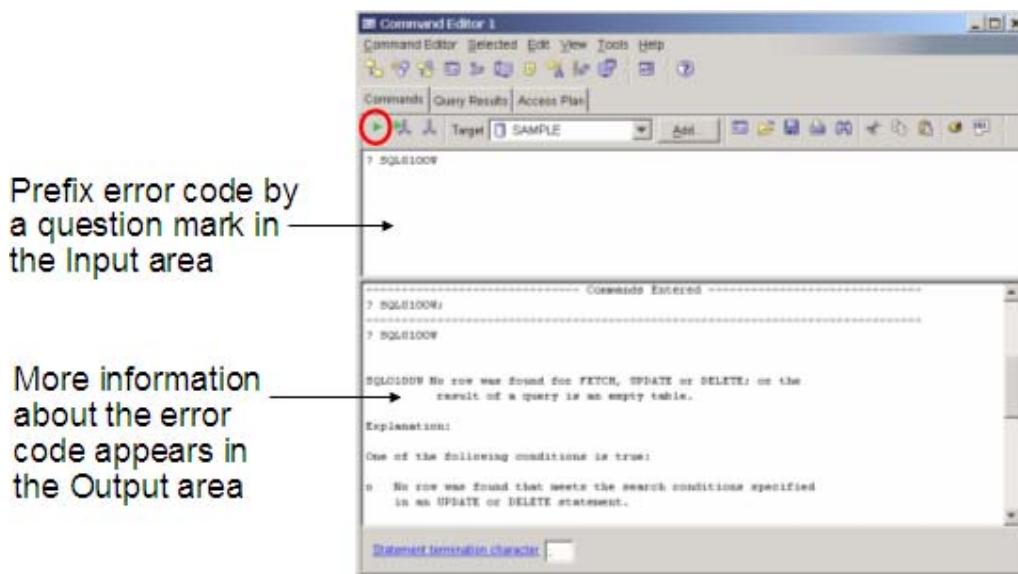 Command Editor 1
Command Editor Selected Edit View Tools Help
Commands Query Results Access Plan
Target SAMPLE Add...
? SQL0100W
Prefix error code by
a question mark in
the Input area
Commands Entered
? SQL0100W;
? SQL0100W
SQL0100W No row was found for FETCH, UPDATE or DELETE; or the
result of a query is an empty table.
More information
about the error
code appears in
the Output area
Explanation:
One of the following conditions is true:
o No row was found that meets the search conditions specified
in an UPDATE or DELETE statement.
Statement termination character